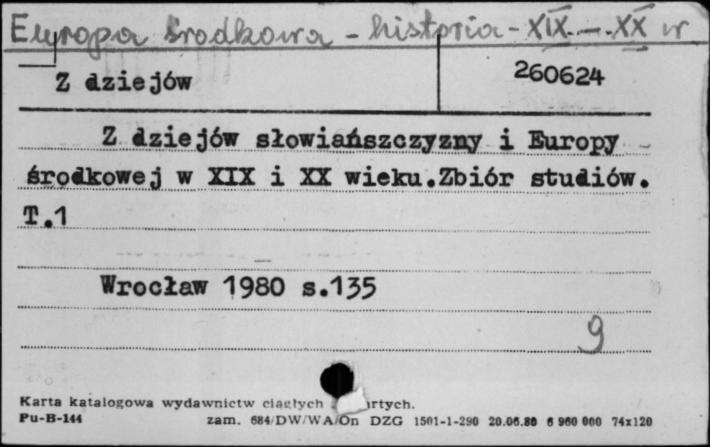 Europa środkowa - historia - XIX - XX w
Z dziejów
260624
Z dziejów słowiańszczyzny i Europy
środkowej w XIX i XX wieku.Zbiór studiów.
T.1
Wrocław 1980 s.135
9
Karta katalogowa wydawnictw ciągłych
Pu-B-144 zam. 684/DW/WA/On DZG 1501-1-290 20.06.80 6 960 000 74x120